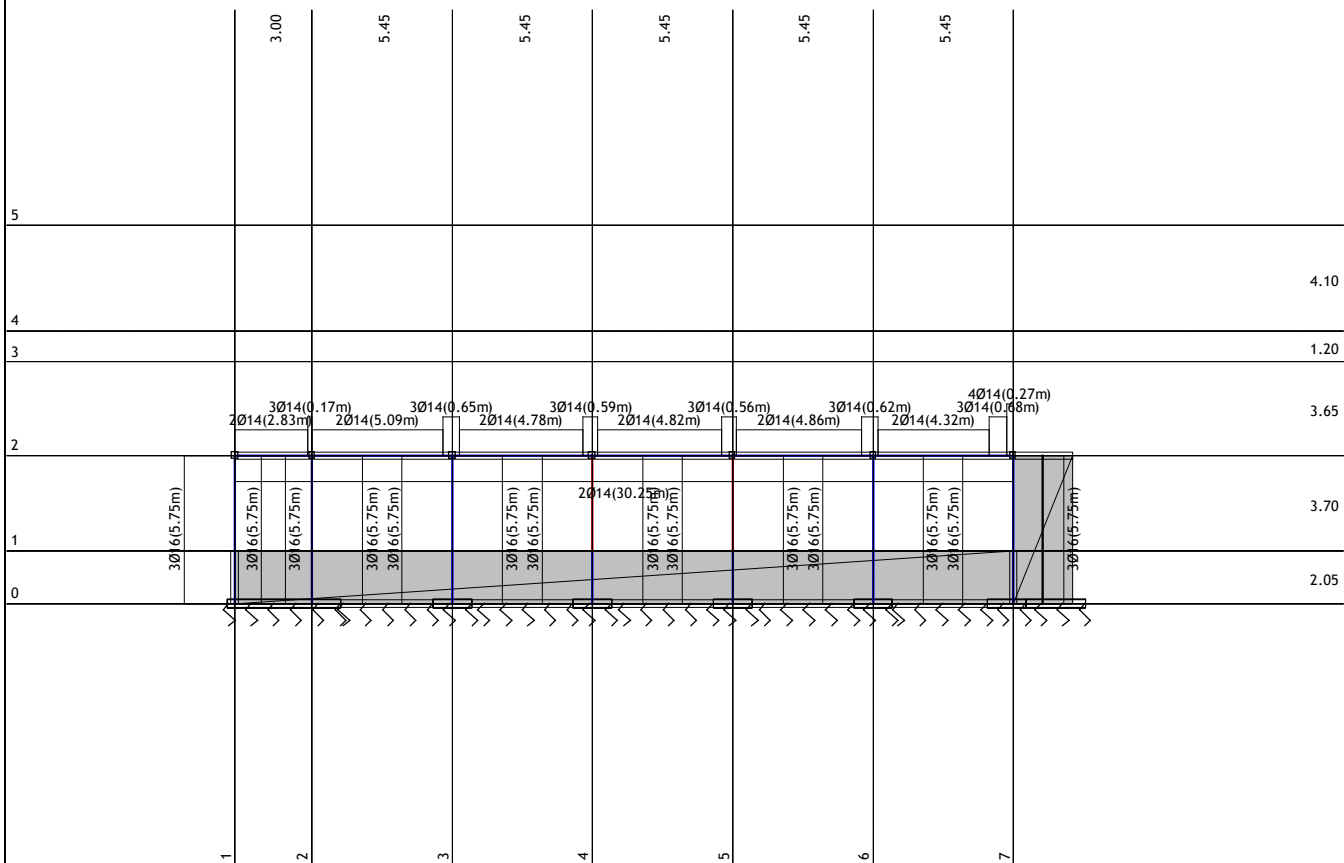 3.00
5.45
5.45
5.45
5.45
5.45
5
4.10
4
1.20
3
4Ø14(0.27m)
3Ø14(0.17m)
3Ø14(0.65m)
3Ø14(0.59m)
3Ø14(0.56m)
3Ø14(0.62m)
3Ø14(0.68m)
3.65
2Ø14(2.83m)
2Ø14(5.09m)
2Ø14(4.78m)
2Ø14(4.82m)
2Ø14(4.86m)
2Ø14(4.32m)
2
2Ø14(30.25m)
3Ø16(5.75m)
3Ø16(5.75m)
3Ø16(5.75m)
3Ø16(5.75m)
3Ø16(5.75m)
3Ø16(5.75m)
3Ø16(5.75m)
3Ø16(5.75m)
3Ø16(5.75m)
3Ø16(5.75m)
3Ø16(5.75m)
3Ø16(5.75m)
3Ø16(5.75m)
3Ø16(5.75m)
3.70
1
2.05
0
1
2
3
4
5
6
7